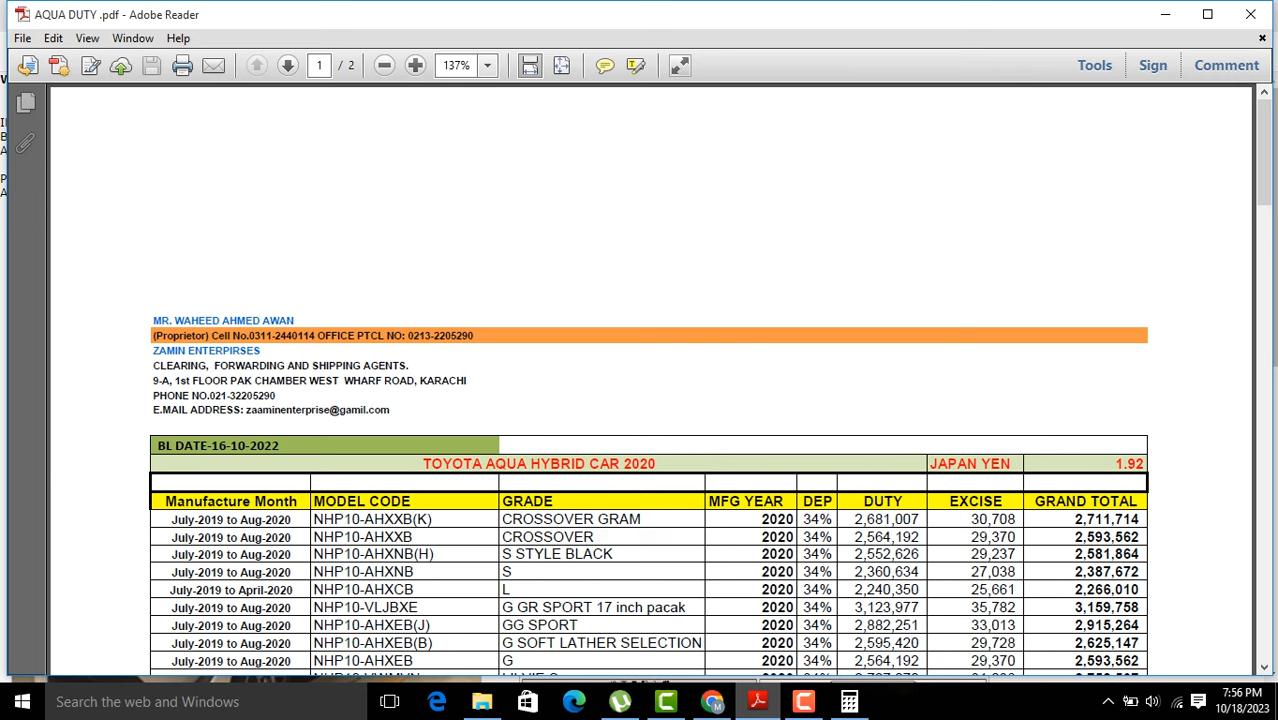 AQUA DUTY .pdf - Adobe Reader
File Edit View Window Help
1 / 2 137% Tools Sign Comment
MR. WAHEED AHMED AWAN
(Proprietor) Cell No.0311-2440114 OFFICE PTCL NO: 0213-2205290
ZAMIN ENTERPIRSES
CLEARING, FORWARDING AND SHIPPING AGENTS.
9-A, 1st FLOOR PAK CHAMBER WEST WHARF ROAD, KARACHI
PHONE NO.021-32205290
E.MAIL ADDRESS: zaaminenterprise@gamil.com
BL DATE-16-10-2022
TOYOTA AQUA HYBRID CAR 2020 JAPAN YEN 1.92
Manufacture Month MODEL CODE GRADE MFG YEAR DEP DUTY EXCISE GRAND TOTAL
July-2019 to Aug-2020 NHP10-AHXXB(K) CROSSOVER GRAM 2020 34% 2,681,007 30,708 2,711,714
July-2019 to Aug-2020 NHP10-AHXXB CROSSOVER 2020 34% 2,564,192 29,370 2,593,562
July-2019 to Aug-2020 NHP10-AHXNB(H) S STYLE BLACK 2020 34% 2,552,626 29,237 2,581,864
July-2019 to Aug-2020 NHP10-AHXNB S 2020 34% 2,360,634 27,038 2,387,672
July-2019 to April-2020 NHP10-AHXCB L 2020 34% 2,240,350 25,661 2,266,010
July-2019 to Aug-2020 NHP10-VLJBXE G GR SPORT 17 inch pacak 2020 34% 3,123,977 35,782 3,159,758
July-2019 to Aug-2020 NHP10-AHXEB(J) GG SPORT 2020 34% 2,882,251 33,013 2,915,264
July-2019 to Aug-2020 NHP10-AHXEB(B) G SOFT LATHER SELECTION 2020 34% 2,595,420 29,728 2,625,147
July-2019 to Aug-2020 NHP10-AHXEB G 2020 34% 2,564,192 29,370 2,593,562
Search the web and Windows
7:56 PM
10/18/2023